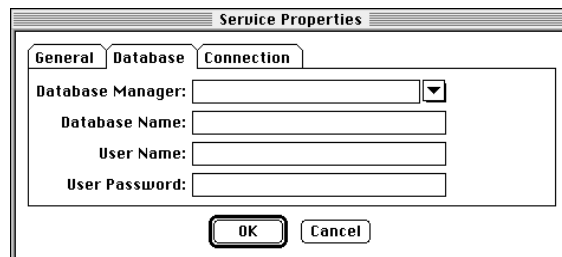 Service Properties
General Database Connection
Database Manager:
Database Name:
User Name:
User Password:
OK Cancel